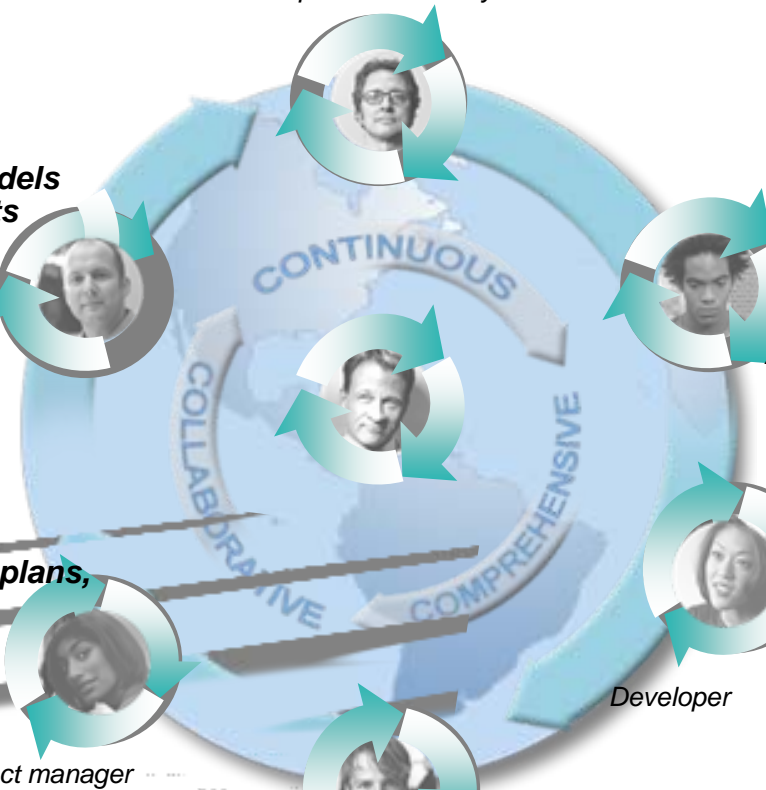 dels
ts
CONTINUOUS
COLLABORATIVE
COMPREHENSIVE
plans,
Developer
ct manager